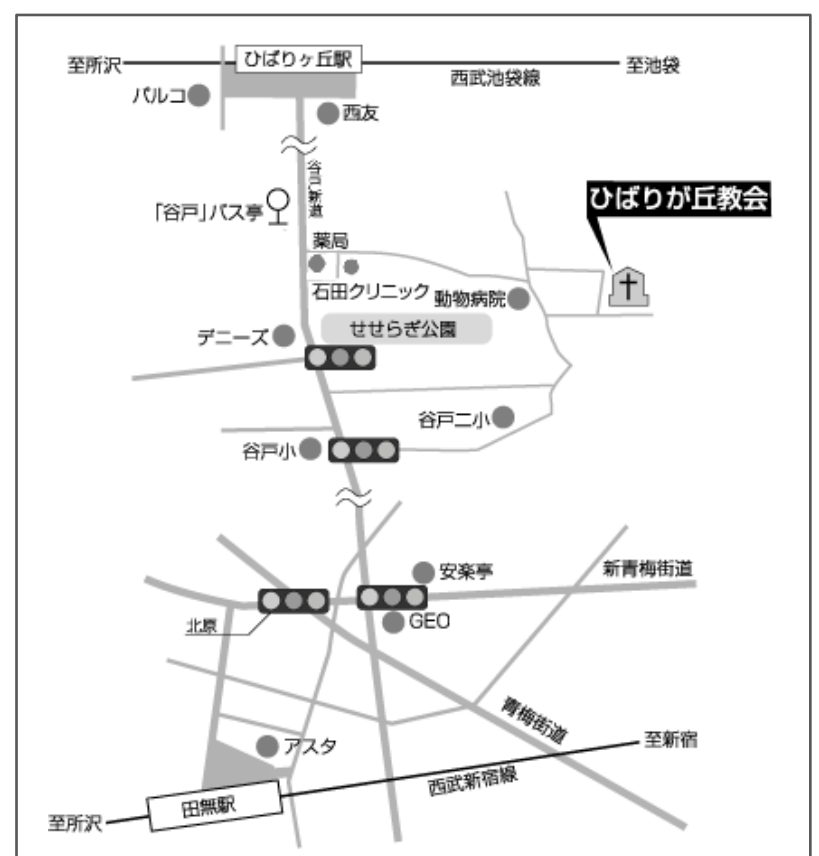 ひばりヶ丘駅
至所沢
至池袋
西武池袋線
パルコ
西友
谷戸新道
ひばりが丘教会
「谷戸」バス亭
薬局
石田クリニック
動物病院
せせらぎ公園
デニーズ
谷戸二小
谷戸小
安楽亭
新青梅街道
GEO
北原
青梅街道
アスタ
至新宿
西武新宿線
田無駅
至所沢